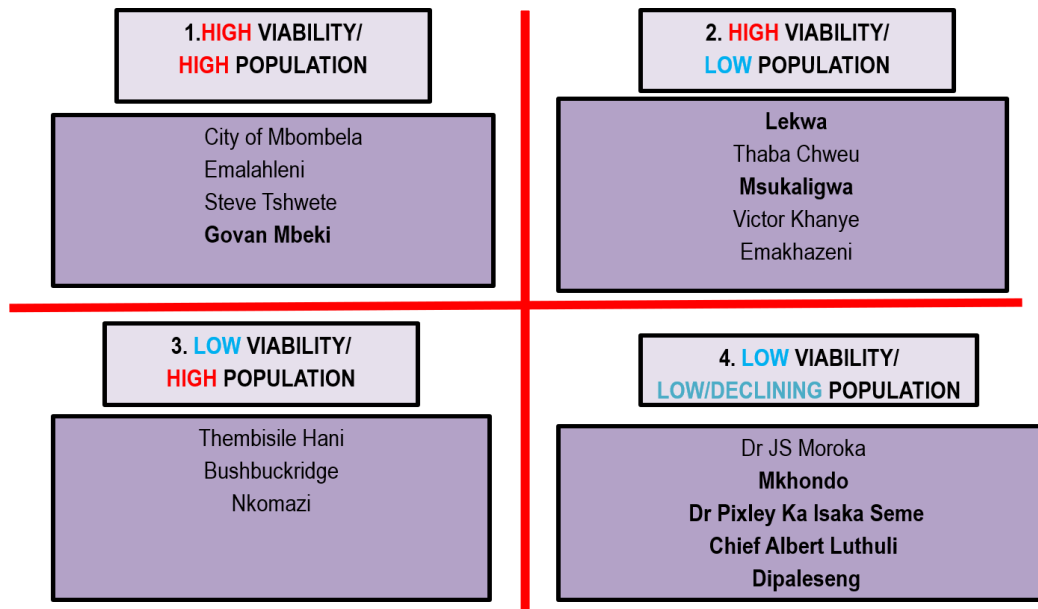 1.HIGH VIABILITY/
HIGH POPULATION
City of Mbombela
Emalahleni
Steve Tshwete
Govan Mbeki
2. HIGH VIABILITY/
LOW POPULATION
Lekwa
Thaba Chweu
Msukaligwa
Victor Khanye
Emakhazeni
3. LOW VIABILITY/
HIGH POPULATION
Thembisile Hani
Bushbuckridge
Nkomazi
4. LOW VIABILITY/
LOW/DECLINING POPULATION
Dr JS Moroka
Mkhondo
Dr Pixley Ka Isaka Seme
Chief Albert Luthuli
Dipaleseng